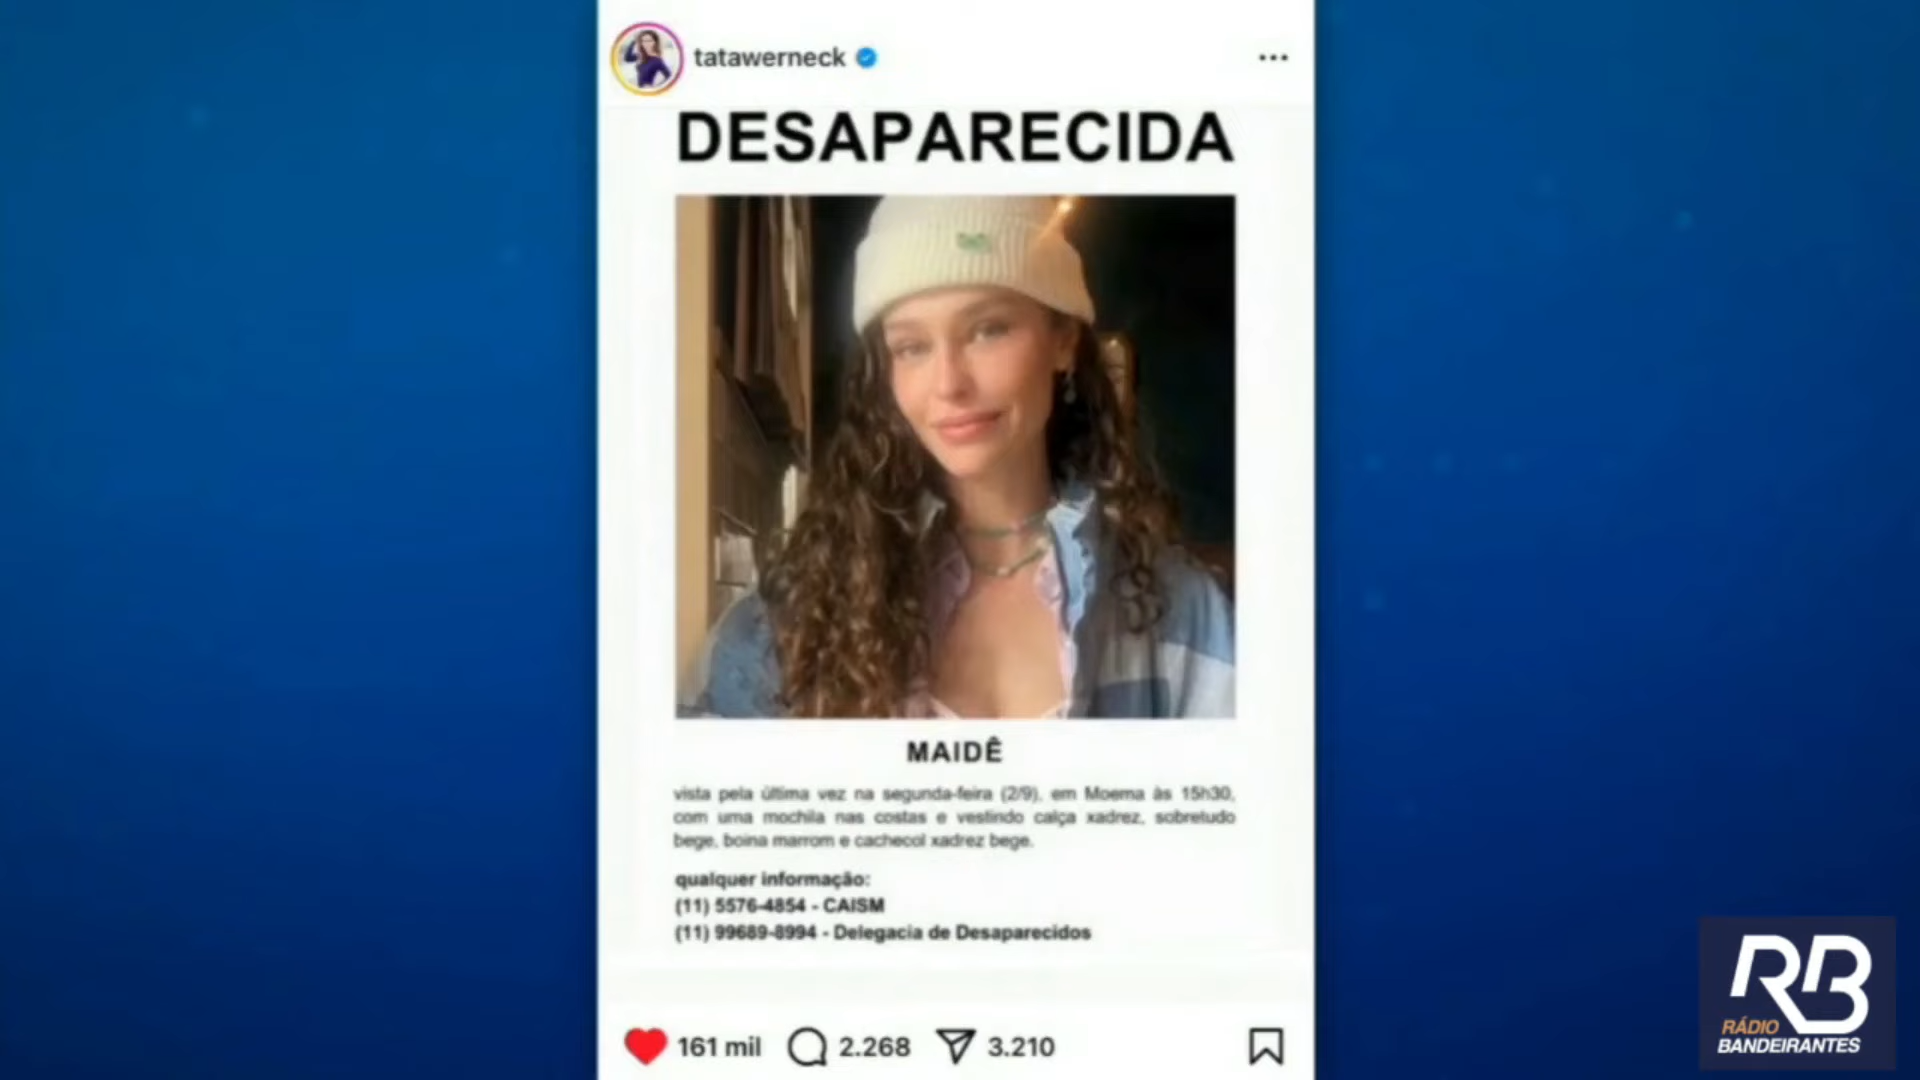 tatawerneck
DESAPARECIDA
MAIDÊ
vista pela última vez na segunda-feira (2/9), em Moema às 15h30,
com uma mochila nas costas e vestindo calça xadrez, sobretudo
bege, boina marrom e cachecol xadrez bege.
qualquer informação:
(11) 5576-4854 - CAISM
(11) 99689-8994 - Delegacia de Desaparecidos
161 mil 2.268 3.210
RB
RÁDIO
BANDEIRANTES